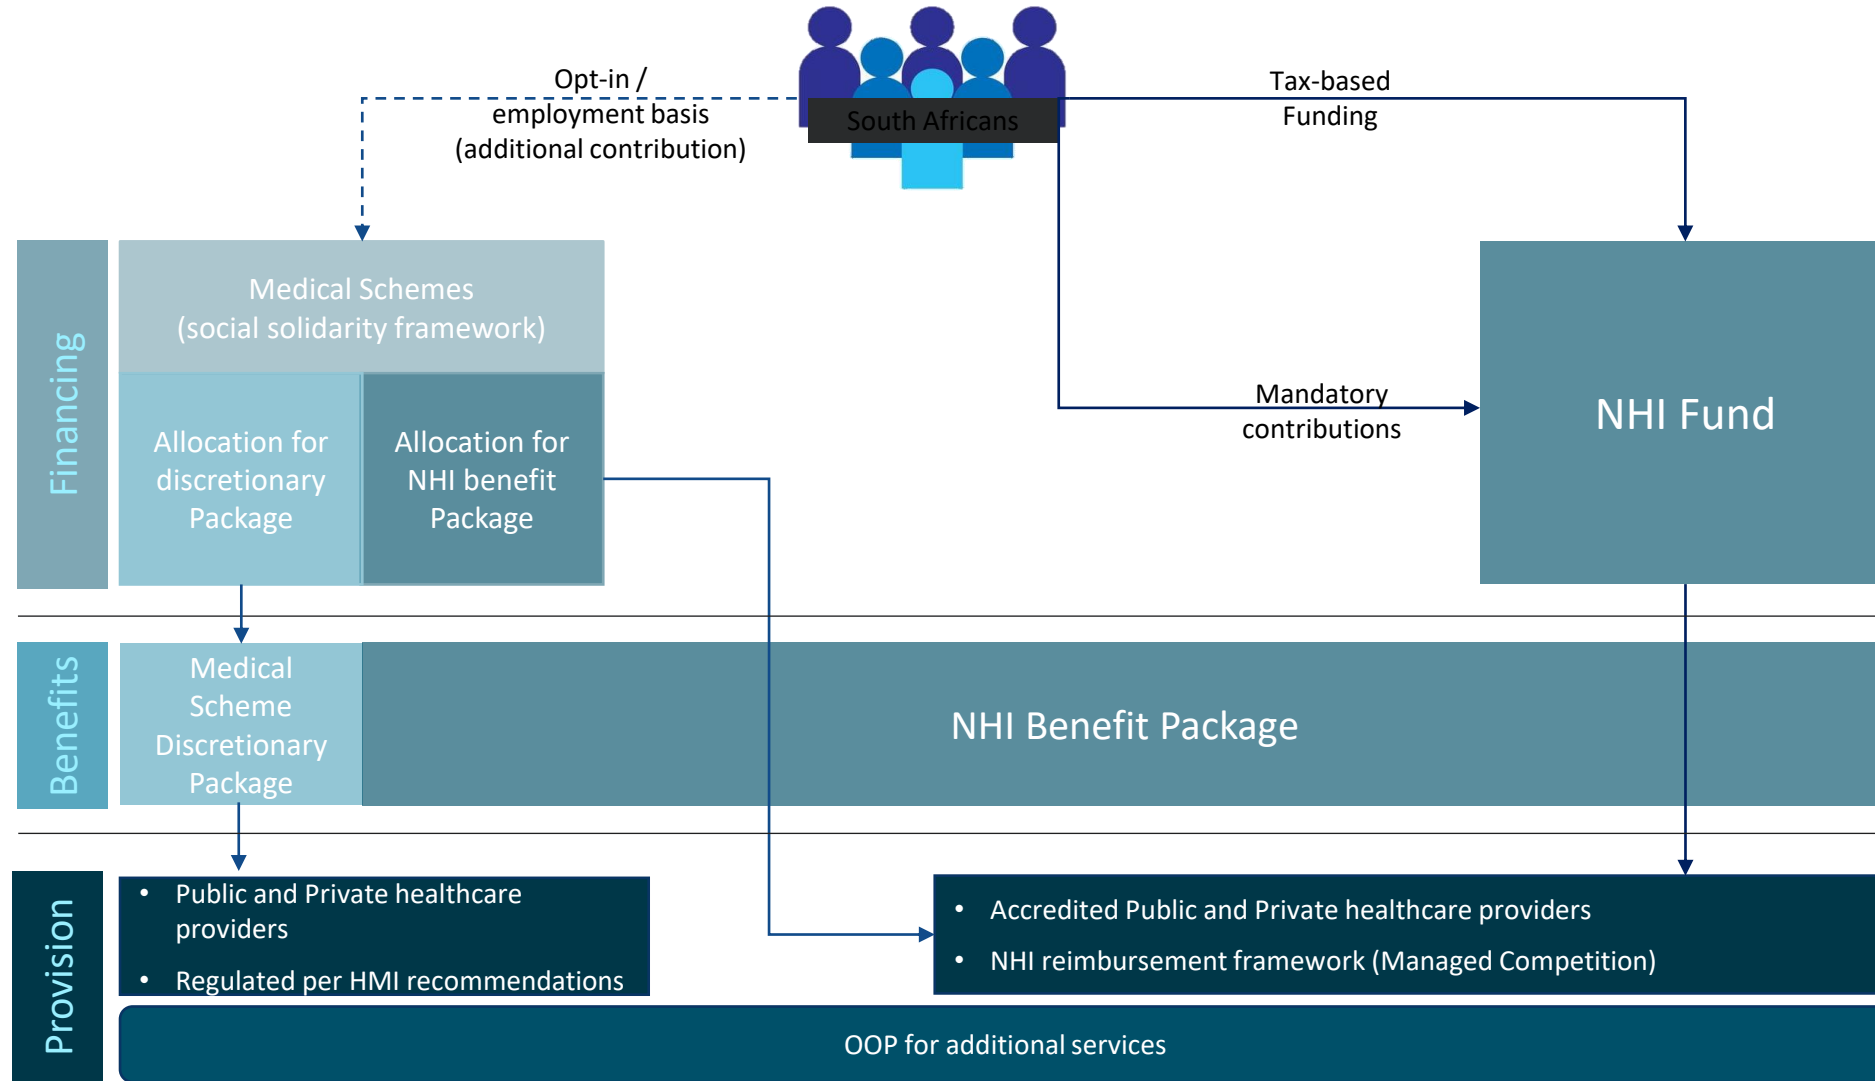 Opt-in /
employment basis
(additional contribution)
South Africans
Tax-based
Funding
Financing
Medical Schemes
(social solidarity framework)
Allocation for
discretionary
Package
Allocation for
NHI benefit
Package
Mandatory
contributions
NHI Fund
Benefits
Medical
Scheme
Discretionary
Package
NHI Benefit Package
Provision
• Public and Private healthcare
providers
• Regulated per HMI recommendations
• Accredited Public and Private healthcare providers
• NHI reimbursement framework (Managed Competition)
OOP for additional services